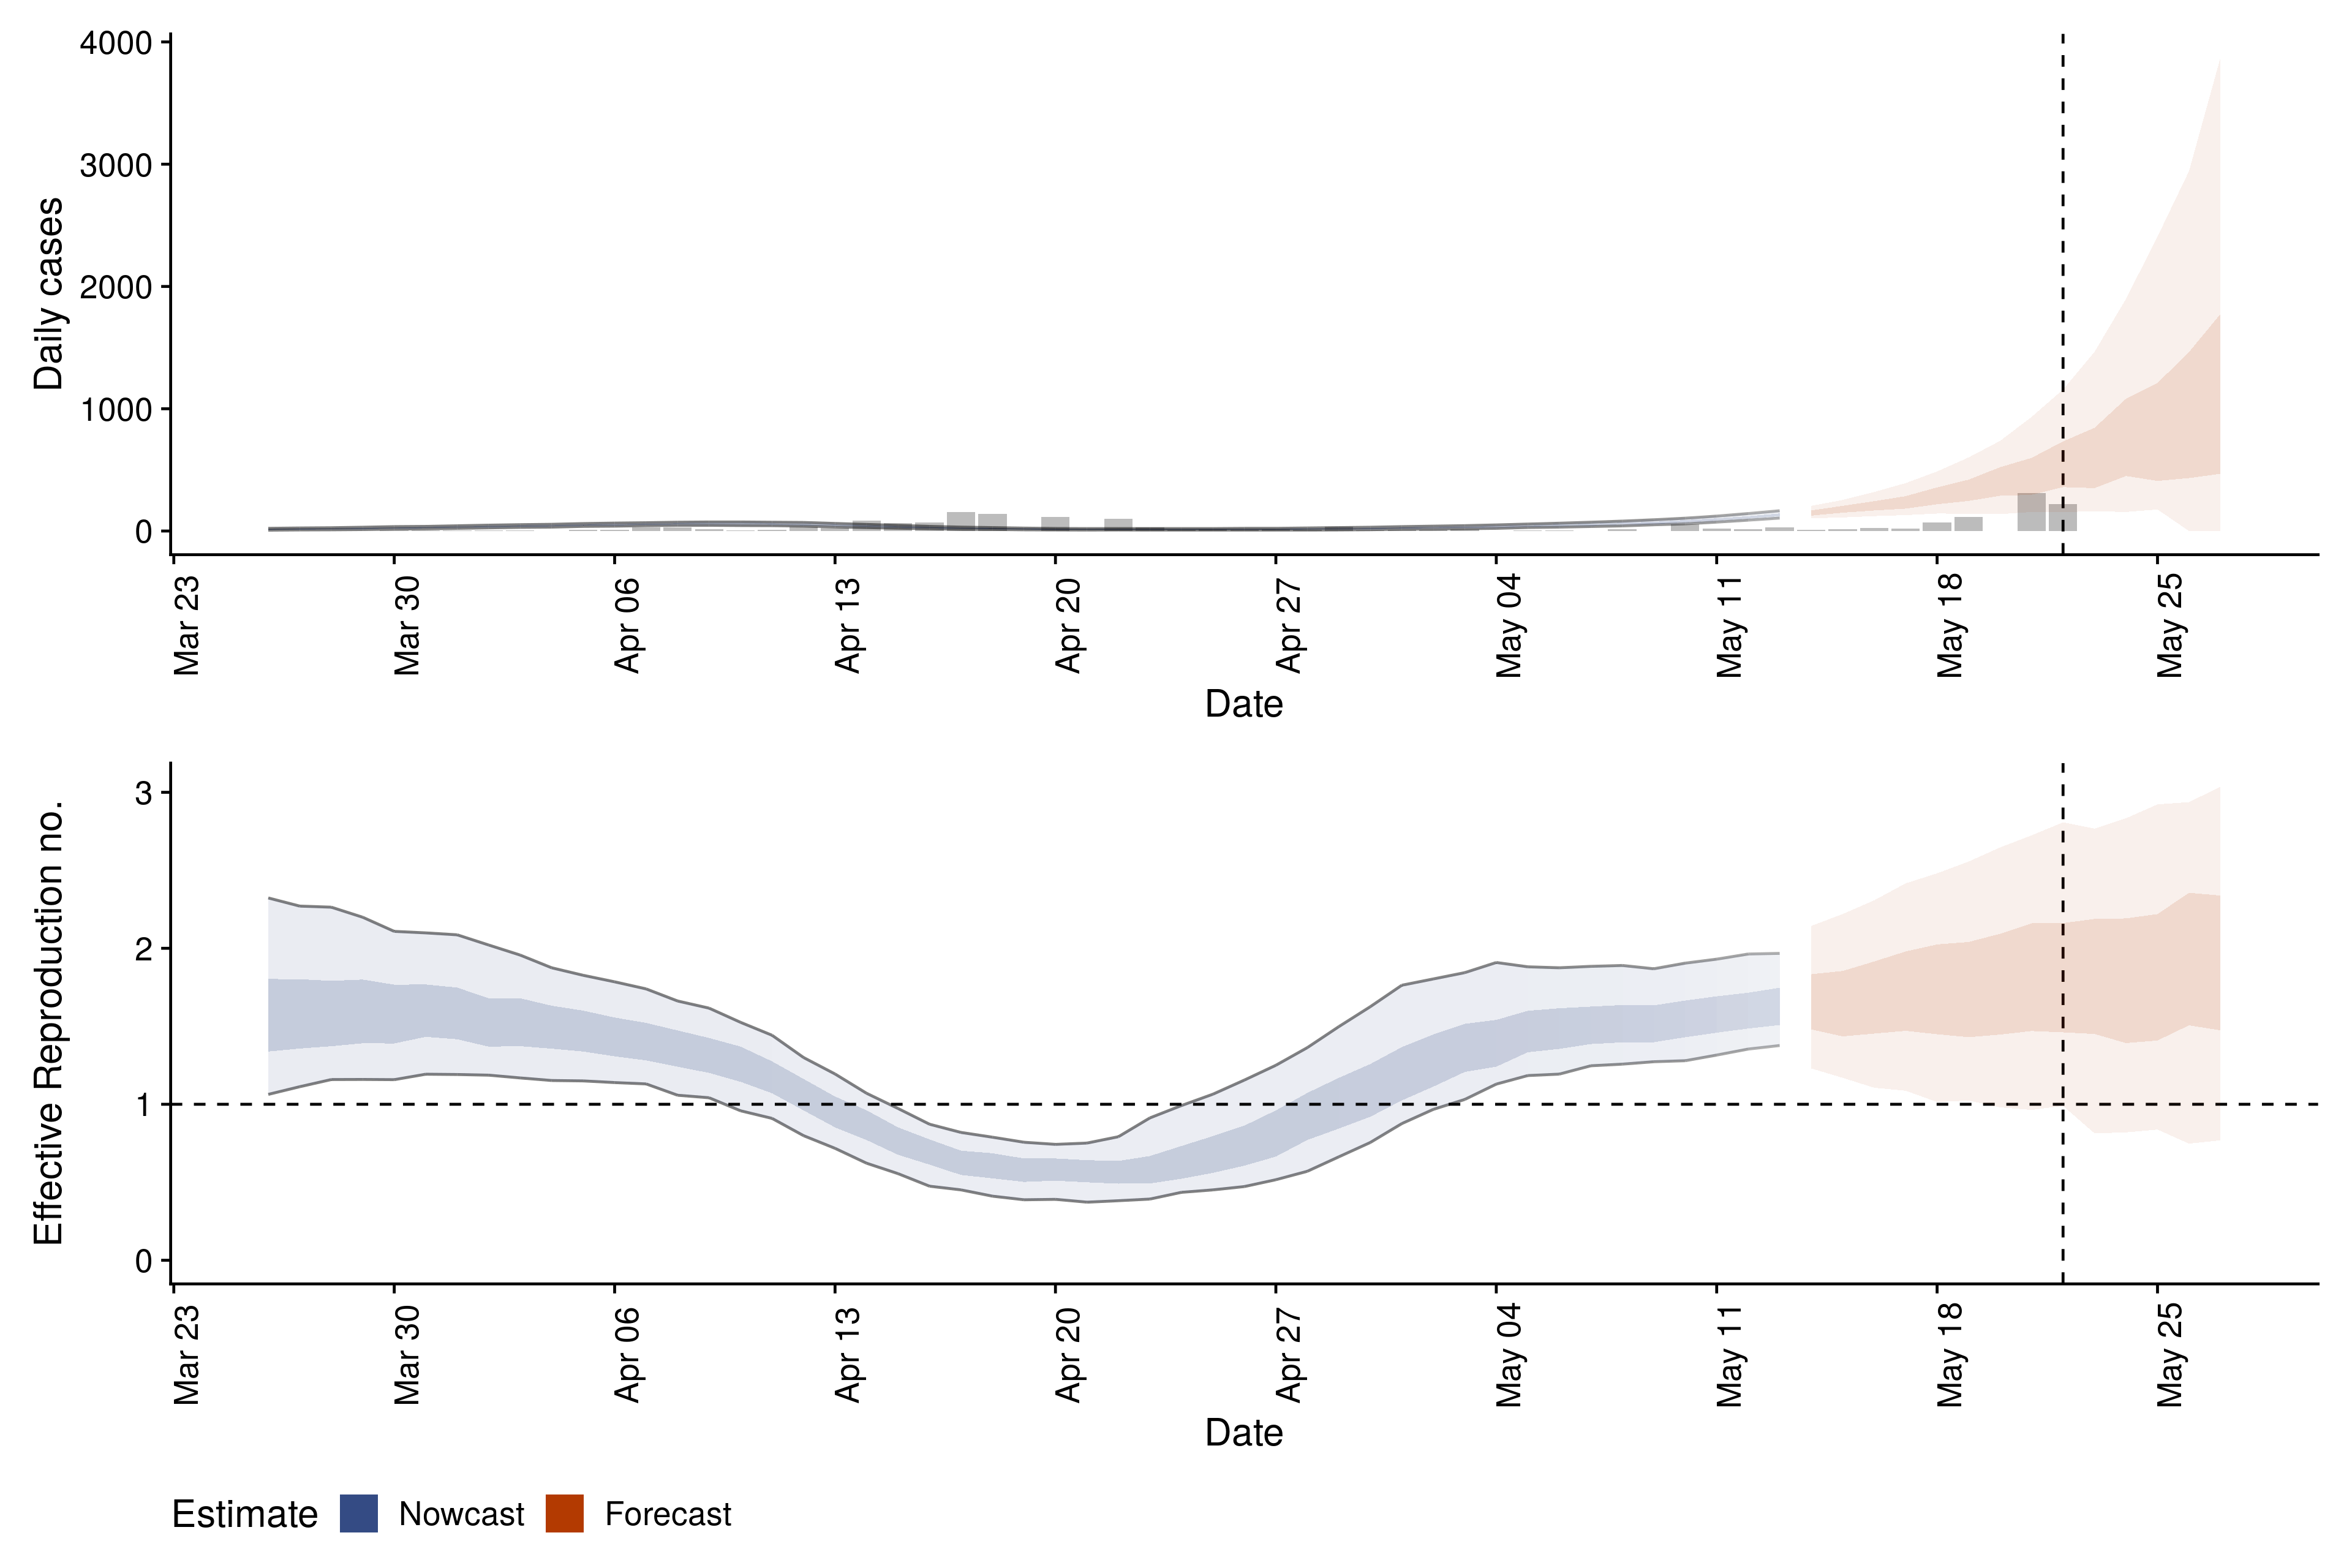 Daily cases
4000
3000
2000
1000
0
Mar 23
Mar 30
Apr 06
Apr 13
Apr 20
Apr 27
May 04
May 11
May 18
May 25
Date
Effective Reproduction no.
3
2
1
0
Mar 23
Mar 30
Apr 06
Apr 13
Apr 20
Apr 27
May 04
May 11
May 18
May 25
Date
Estimate Nowcast Forecast